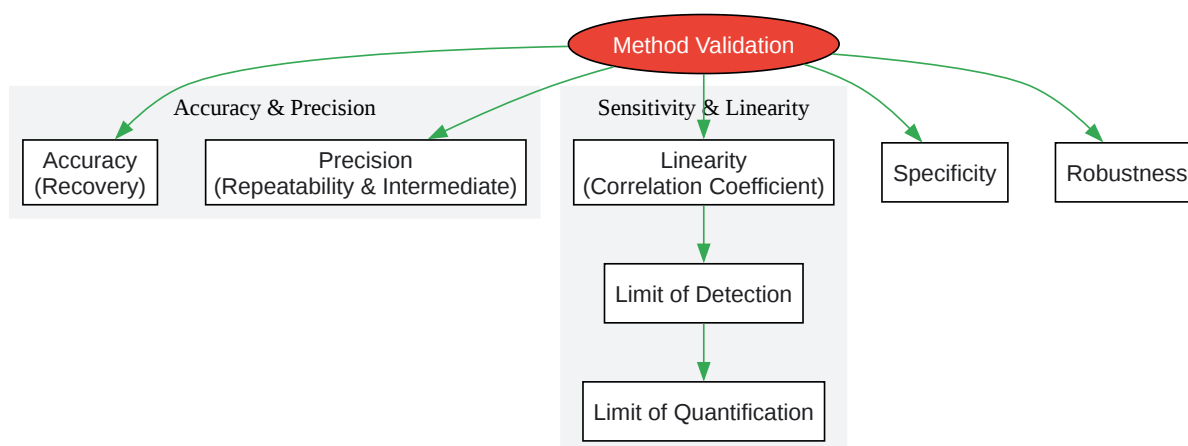 Method Validation
Accuracy & Precision
Sensitivity & Linearity
Accuracy
(Recovery)
Precision
(Repeatability & Intermediate)
Linearity
(Correlation Coefficient)
Specificity
Robustness
Limit of Detection
Limit of Quantification